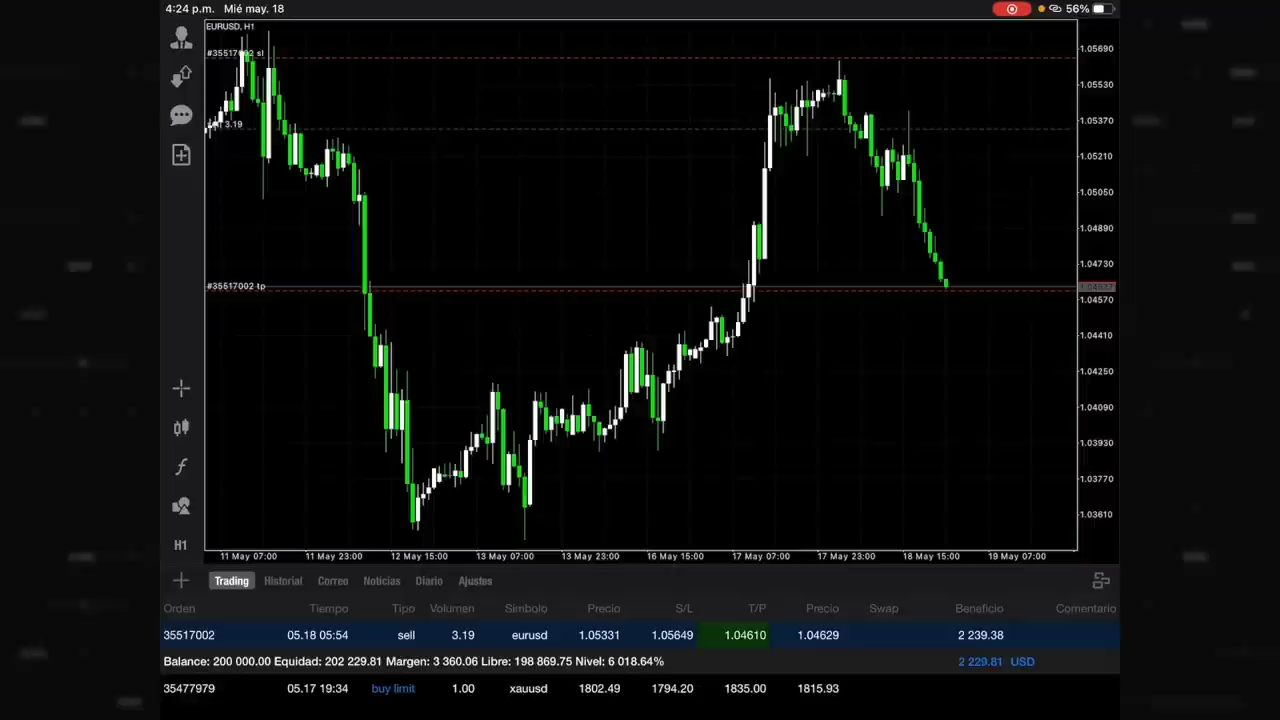 4:24 p.m. Mié may. 18 56%
EURUSD, H1
#35517002 sl
3.19
#35517002 tp
1.05690
1.05530
1.05370
1.05210
1.05050
1.04890
1.04730
1.04570
1.04410
1.04250
1.04090
1.03930
1.03770
1.03610
H1
11 May 07:00 11 May 23:00 12 May 15:00 13 May 07:00 13 May 23:00 16 May 15:00 17 May 07:00 17 May 23:00 18 May 15:00 19 May 07:00
Trading Historial Correo Noticias Diario Ajustes
Orden Tiempo Tipo Volumen Símbolo Precio S/L T/P Precio Swap Beneficio Comentario
35517002 05.18 05:54 sell 3.19 eurusd 1.05331 1.05649 1.04610 1.04629 2 239.38
Balance: 200 000.00 Equidad: 202 229.81 Margen: 3 360.06 Libre: 198 869.75 Nivel: 6 018.64% 2 229.81 USD
35477979 05.17 19:34 buy limit 1.00 xauusd 1802.49 1794.20 1835.00 1815.93